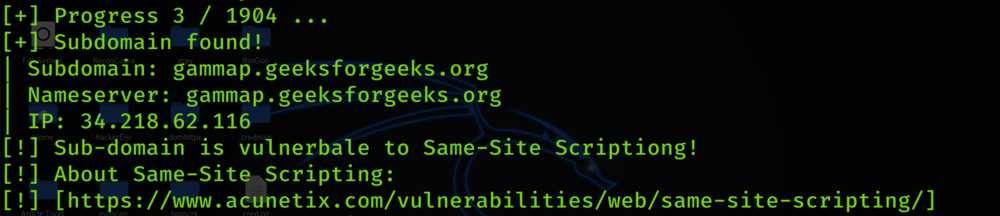 [+] Progress 3 / 1904 ...
[+] Subdomain found!
| Subdomain: gammap.geeksforgeeks.org
| Nameserver: gammap.geeksforgeeks.org
| IP: 34.218.62.116
[!] Sub-domain is vulnerbale to Same-Site Scriptiong!
[!] About Same-Site Scripting:
[!] [https://www.acunetix.com/vulnerabilities/web/same-site-scripting/]